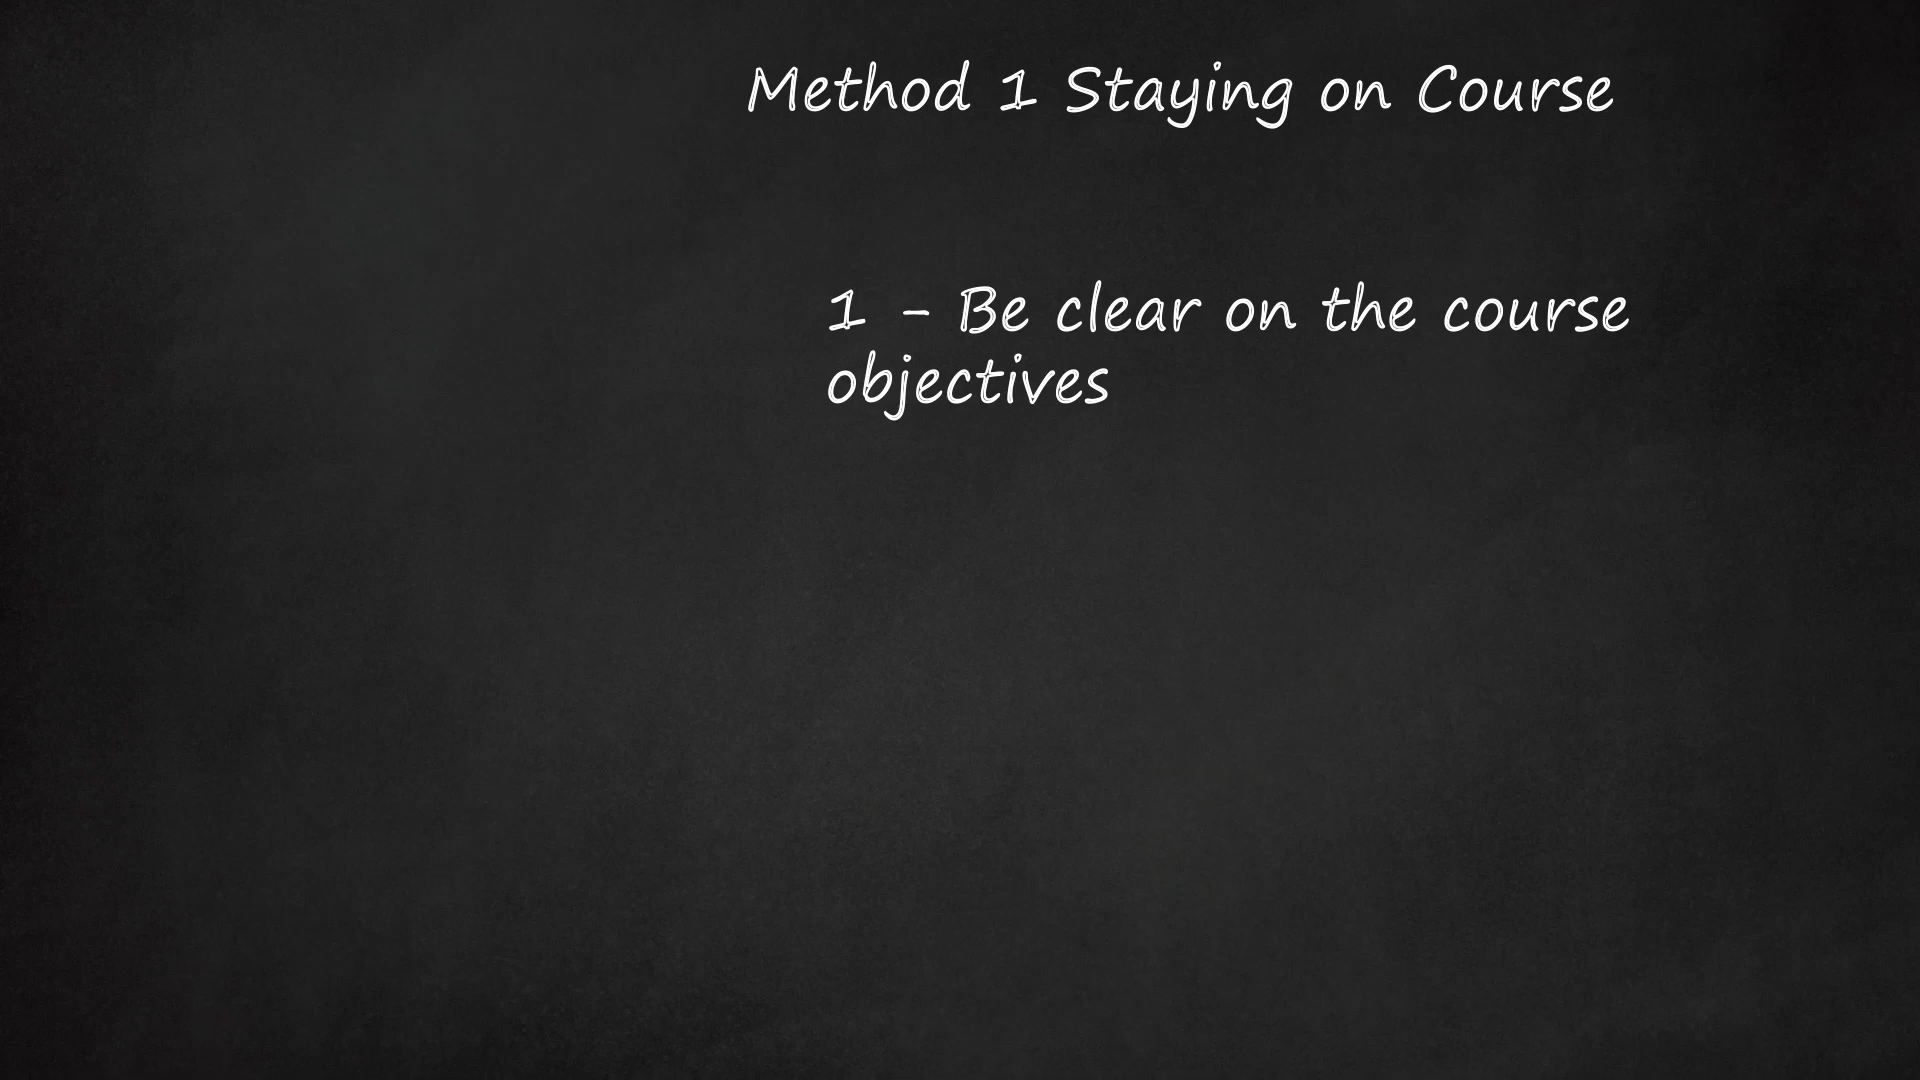 Method 1 Staying on Course
1 - Be clear on the course
objectives